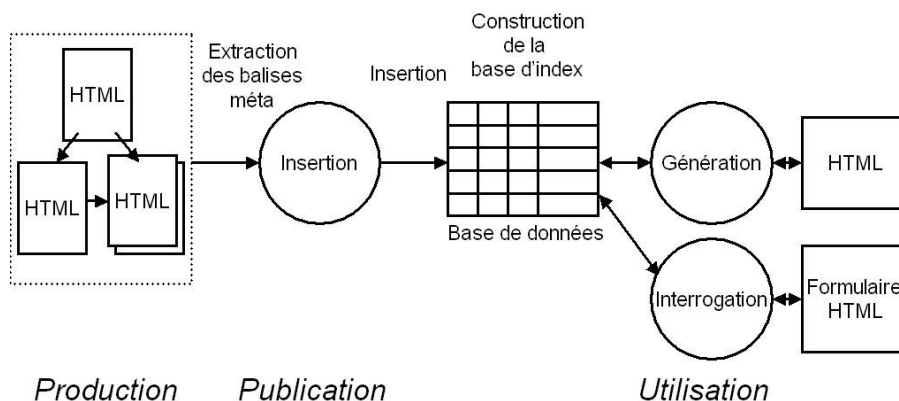 Extraction
des balises
méta
Insertion
Construction
de la
base d'index
HTML
HTML
HTML
Insertion
Base de données
Génération
HTML
Interrogation
Formulaire
HTML
Production
Publication
Utilisation